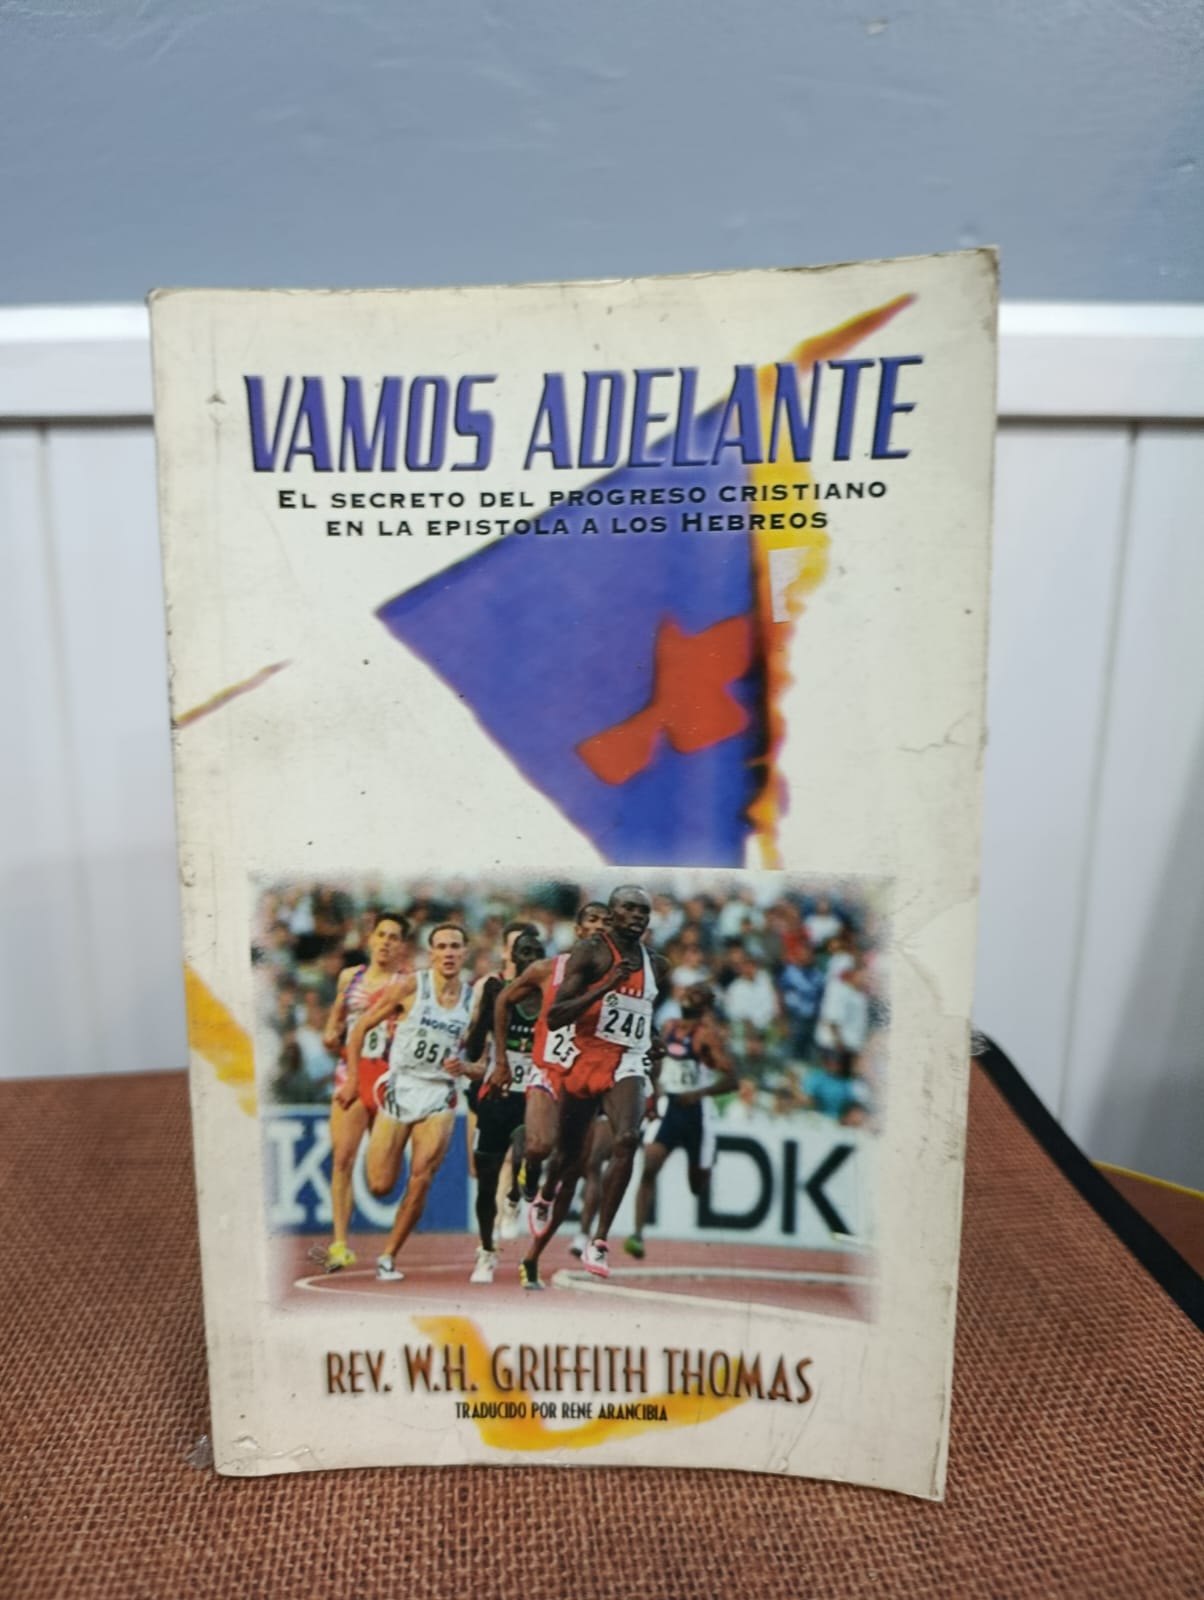 VAMOS ADELANTE
EL SECRETO DEL PROGRESO CRISTIANO
EN LA EPISTOLA A LOS HEBREOS
NORGE
240
TDK
REV. W.H. GRIFFITH THOMAS
TRADUCIDO POR RENE ARANCIBIA